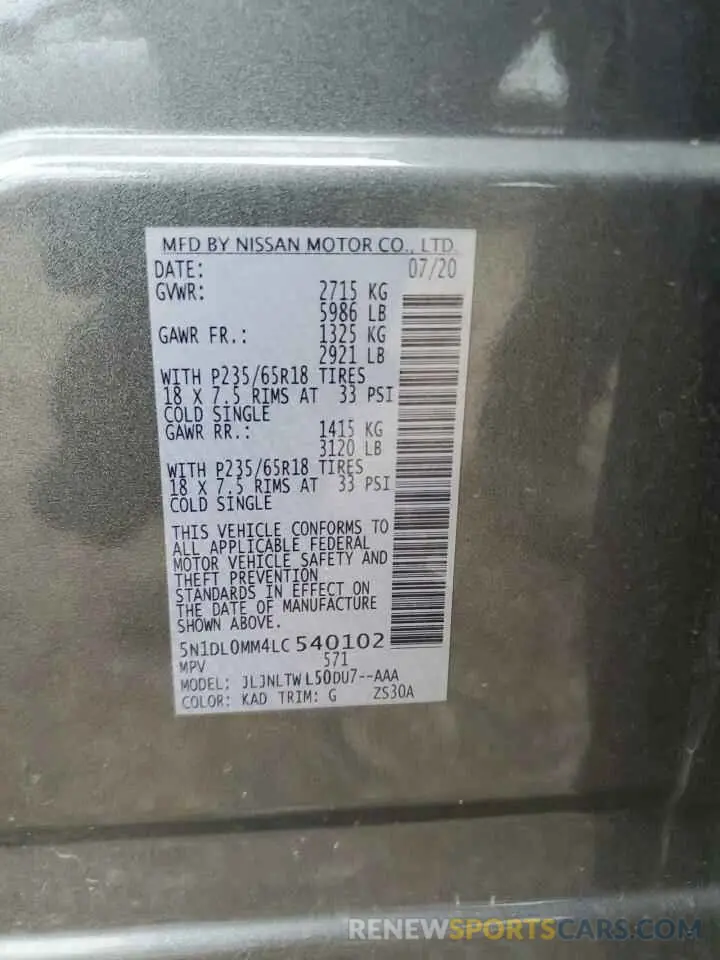 MFD BY NISSAN MOTOR CO., LTD.
DATE: 07/20
GVWR: 2715 KG
5986 LB
GAWR FR.: 1325 KG
2921 LB
WITH P235/65R18 TIRES
18 X 7.5 RIMS AT 33 PSI
COLD SINGLE
GAWR RR.: 1415 KG
3120 LB
WITH P235/65R18 TIRES
18 X 7.5 RIMS AT 33 PSI
COLD SINGLE
THIS VEHICLE CONFORMS TO
ALL APPLICABLE FEDERAL
MOTOR VEHICLE SAFETY AND
THEFT PREVENTION
STANDARDS IN EFFECT ON
THE DATE OF MANUFACTURE
SHOWN ABOVE.
5N1DL0MM4LC540102
MPV 571
MODEL: JLJNLTWL50DU7--AAA
COLOR: KAD TRIM: G ZS30A
RENEWSPORTSCARS.COM